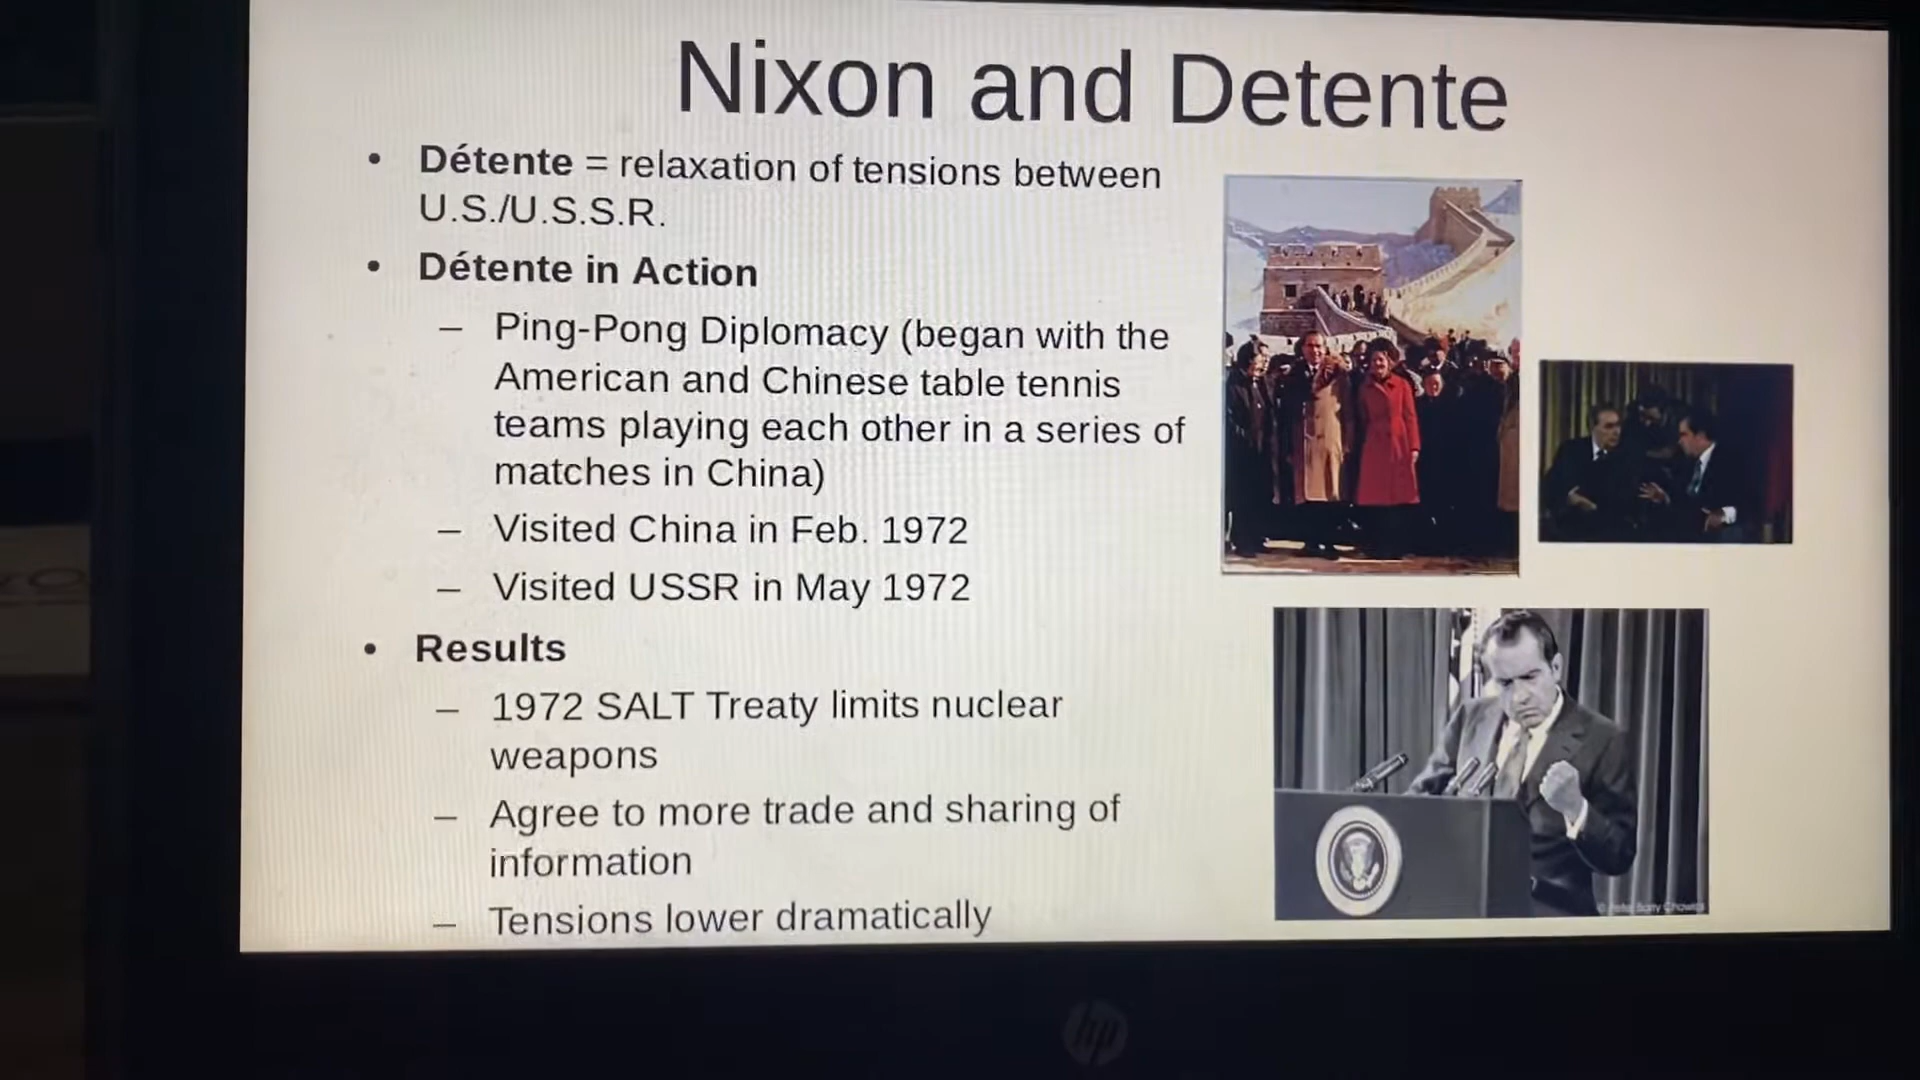 Nixon and Detente
• Détente = relaxation of tensions between
U.S./U.S.S.R.
• Détente in Action
– Ping-Pong Diplomacy (began with the
American and Chinese table tennis
teams playing each other in a series of
matches in China)
– Visited China in Feb. 1972
– Visited USSR in May 1972
• Results
– 1972 SALT Treaty limits nuclear
weapons
– Agree to more trade and sharing of
information
– Tensions lower dramatically
hp